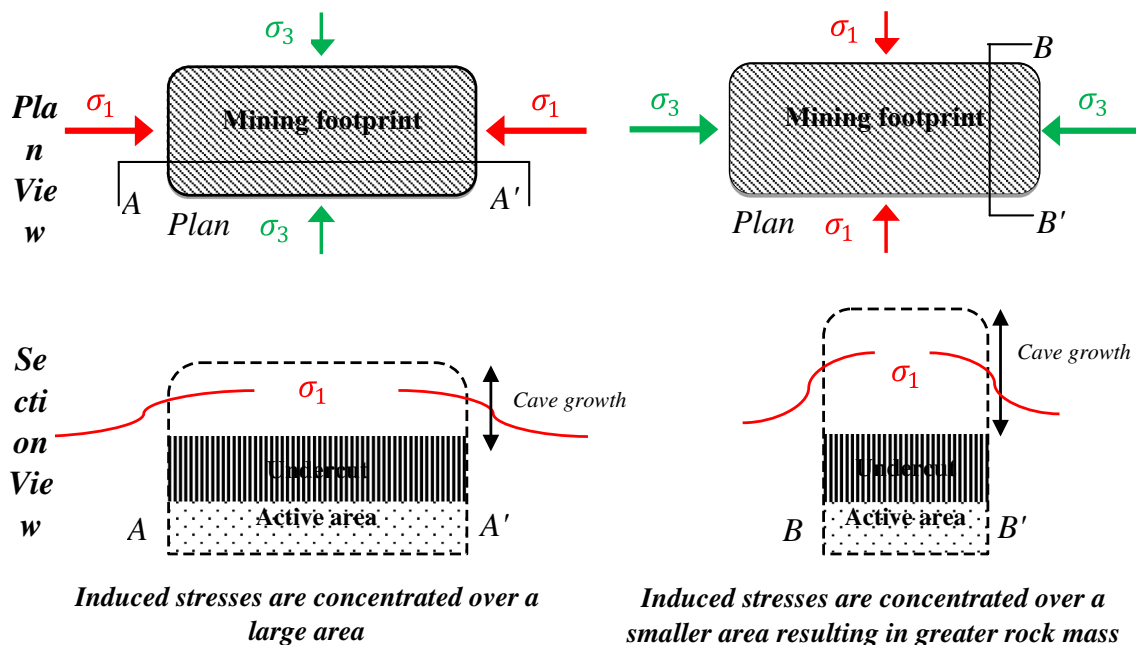 Pla
n
Vie
w
σ3
σ1
σ1
Mining footprint
A
A'
Plan
σ3
σ1
B
σ3
σ3
Mining footprint
Plan
σ1
B'
Se
cti
on
Vie
w
σ1
Cave growth
Undercut
Active area
A
A'
Induced stresses are concentrated over a
large area
σ1
Cave growth
Undercut
Active area
B
B'
Induced stresses are concentrated over a
smaller area resulting in greater rock mass